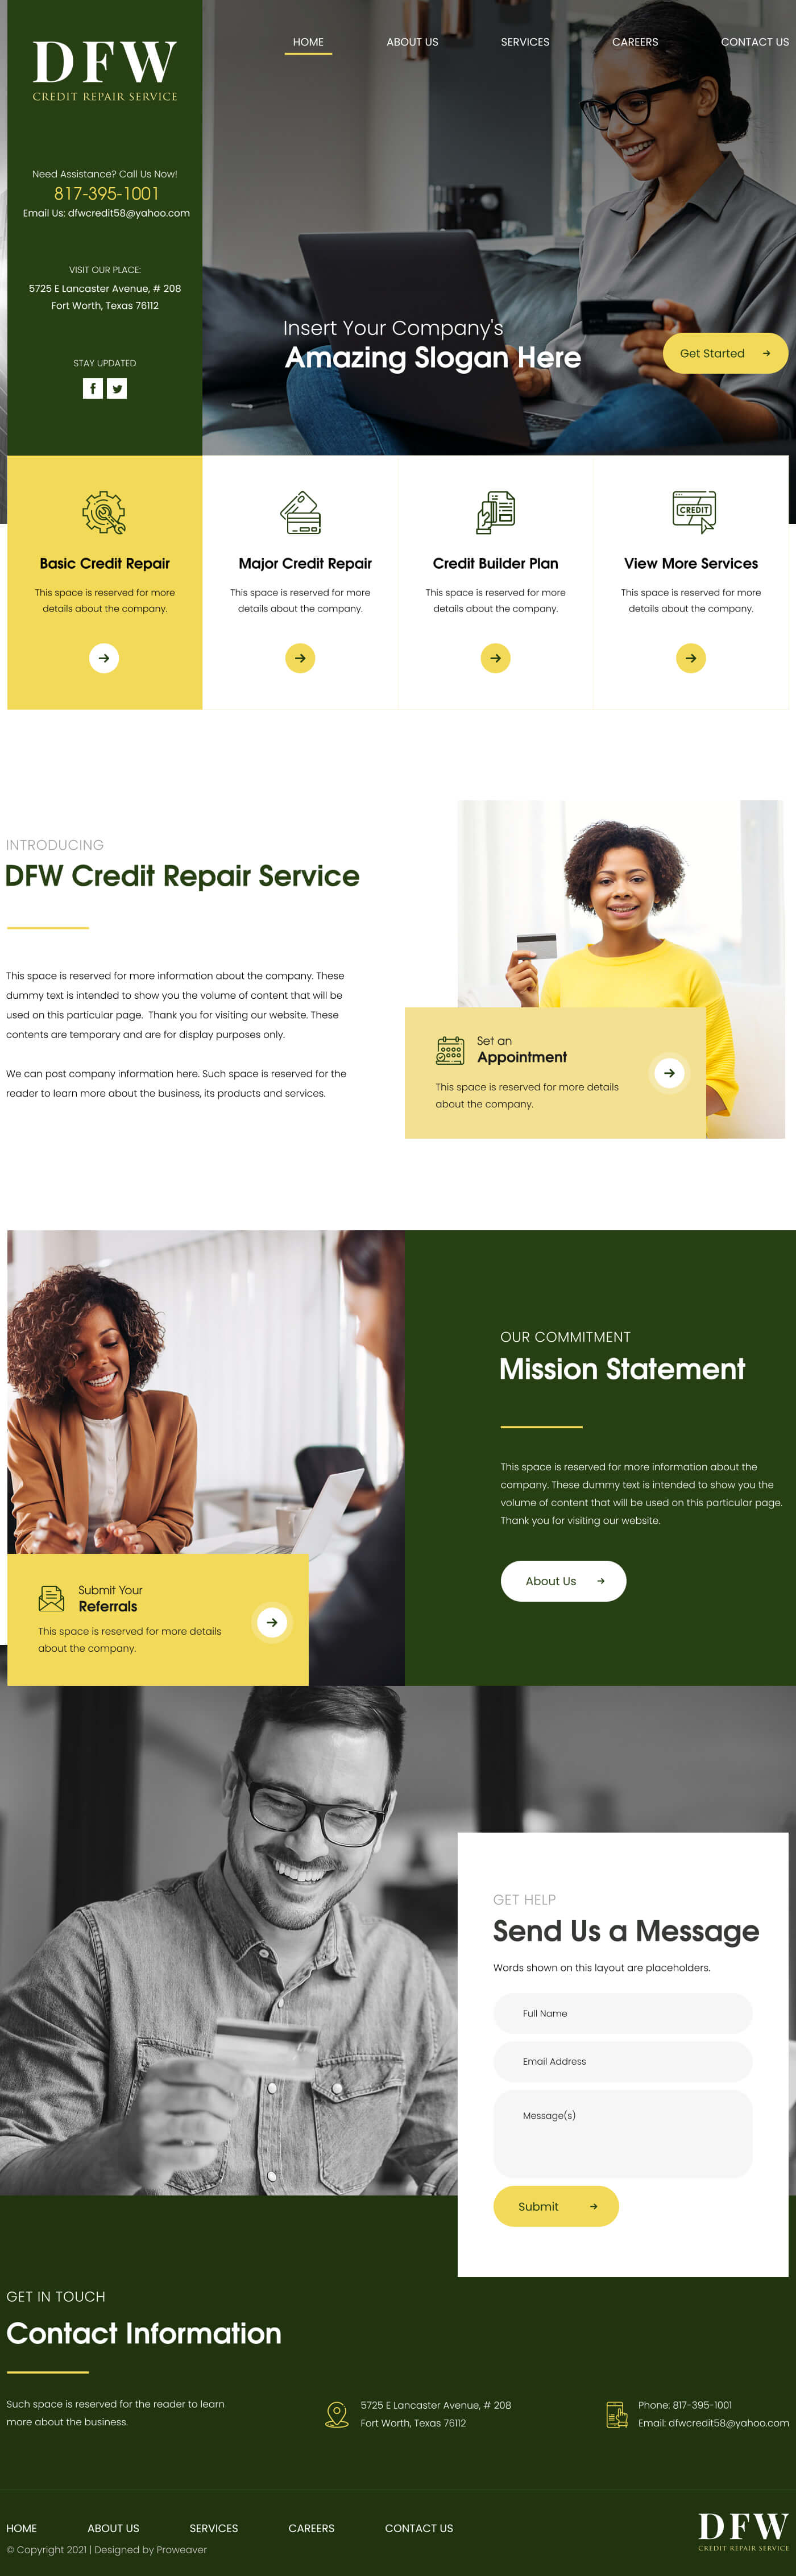 DFW
CREDIT REPAIR SERVICE
HOME
ABOUT US
SERVICES
CAREERS
CONTACT US
Need Assistance? Call Us Now!
817-395-1001
Email Us: dfwcredit58@yahoo.com
VISIT OUR PLACE:
5725 E Lancaster Avenue, # 208
Fort Worth, Texas 76112
STAY UPDATED
f
Insert Your Company's
Amazing Slogan Here
Get Started
Basic Credit Repair
This space is reserved for more
details about the company.
Major Credit Repair
This space is reserved for more
details about the company.
Credit Builder Plan
This space is reserved for more
details about the company.
CREDIT
View More Services
This space is reserved for more
details about the company.
INTRODUCING
DFW Credit Repair Service
This space is reserved for more information about the company. These
dummy text is intended to show you the volume of content that will be
used on this particular page. Thank you for visiting our website. These
contents are temporary and are for display purposes only.
We can post company information here. Such space is reserved for the
reader to learn more about the business, its products and services.
Set an
Appointment
This space is reserved for more details
about the company.
Submit Your
Referrals
This space is reserved for more details
about the company.
OUR COMMITMENT
Mission Statement
This space is reserved for more information about the
company. These dummy text is intended to show you the
volume of content that will be used on this particular page.
Thank you for visiting our website.
About Us
GET HELP
Send Us a Message
Words shown on this layout are placeholders.
Full Name
Email Address
Message(s)
Submit
GET IN TOUCH
Contact Information
Such space is reserved for the reader to learn
more about the business.
5725 E Lancaster Avenue, # 208
Fort Worth, Texas 76112
Phone: 817-395-1001
Email: dfwcredit58@yahoo.com
HOME
ABOUT US
SERVICES
CAREERS
CONTACT US
© Copyright 2021 | Designed by Proweaver
DFW
CREDIT REPAIR SERVICE